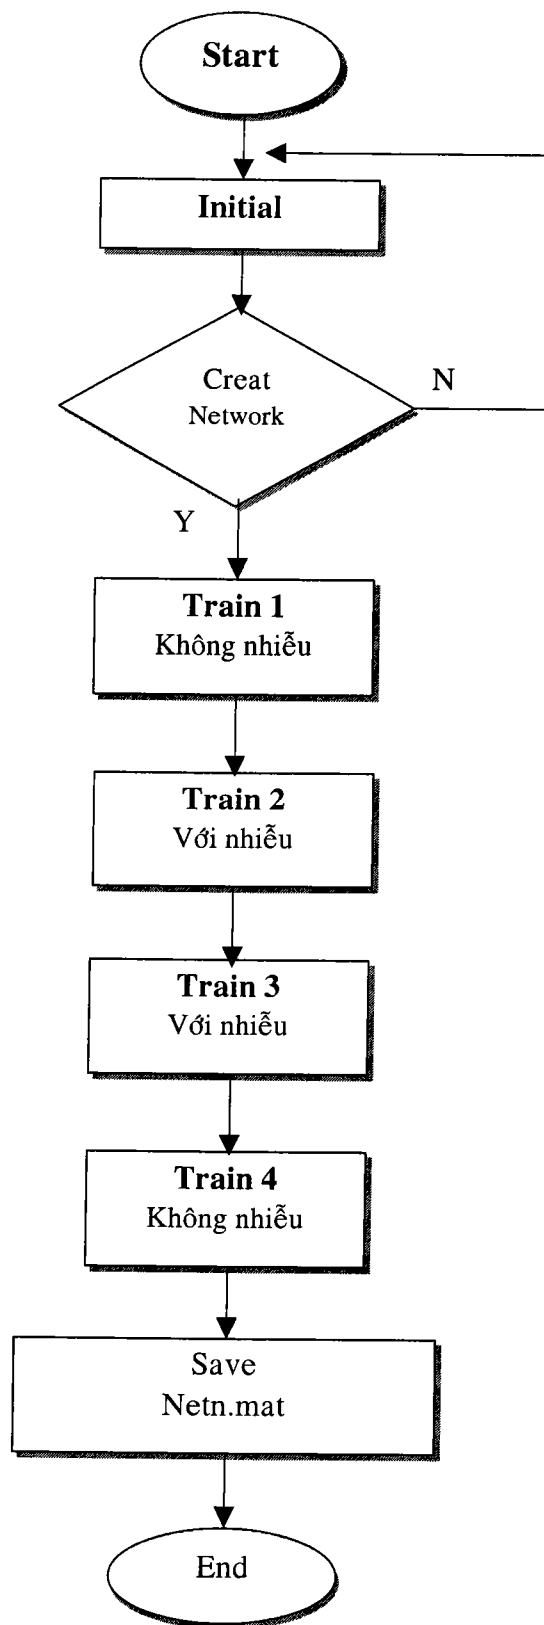 Start
Initial
Creat
Network
N
Y
Train 1
Không nhiễu
Train 2
Với nhiễu
Train 3
Với nhiễu
Train 4
Không nhiễu
Save
Netn.mat
End